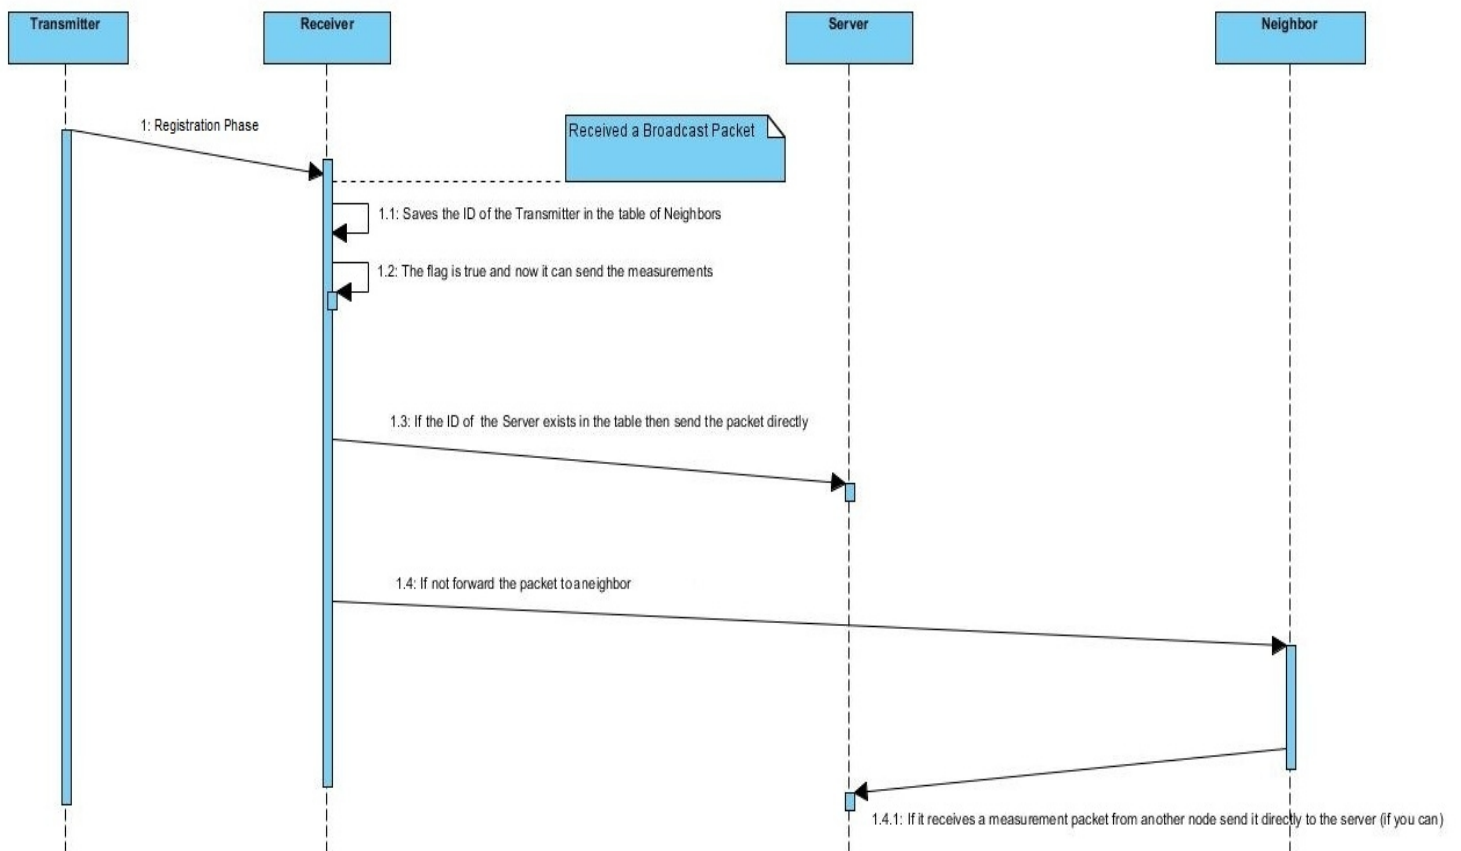 Transmitter
Receiver
Server
Neighbor
1: Registration Phase
Received a Broadcast Packet
1.1: Saves the ID of the Transmitter in the table of Neighbors
1.2: The flag is true and now it can send the measurements
1.3: If the ID of the Server exists in the table then send the packet directly
1.4: If not forward the packet to a neighbor
1.4.1: If it receives a measurement packet from another node send it directly to the server (if you can)